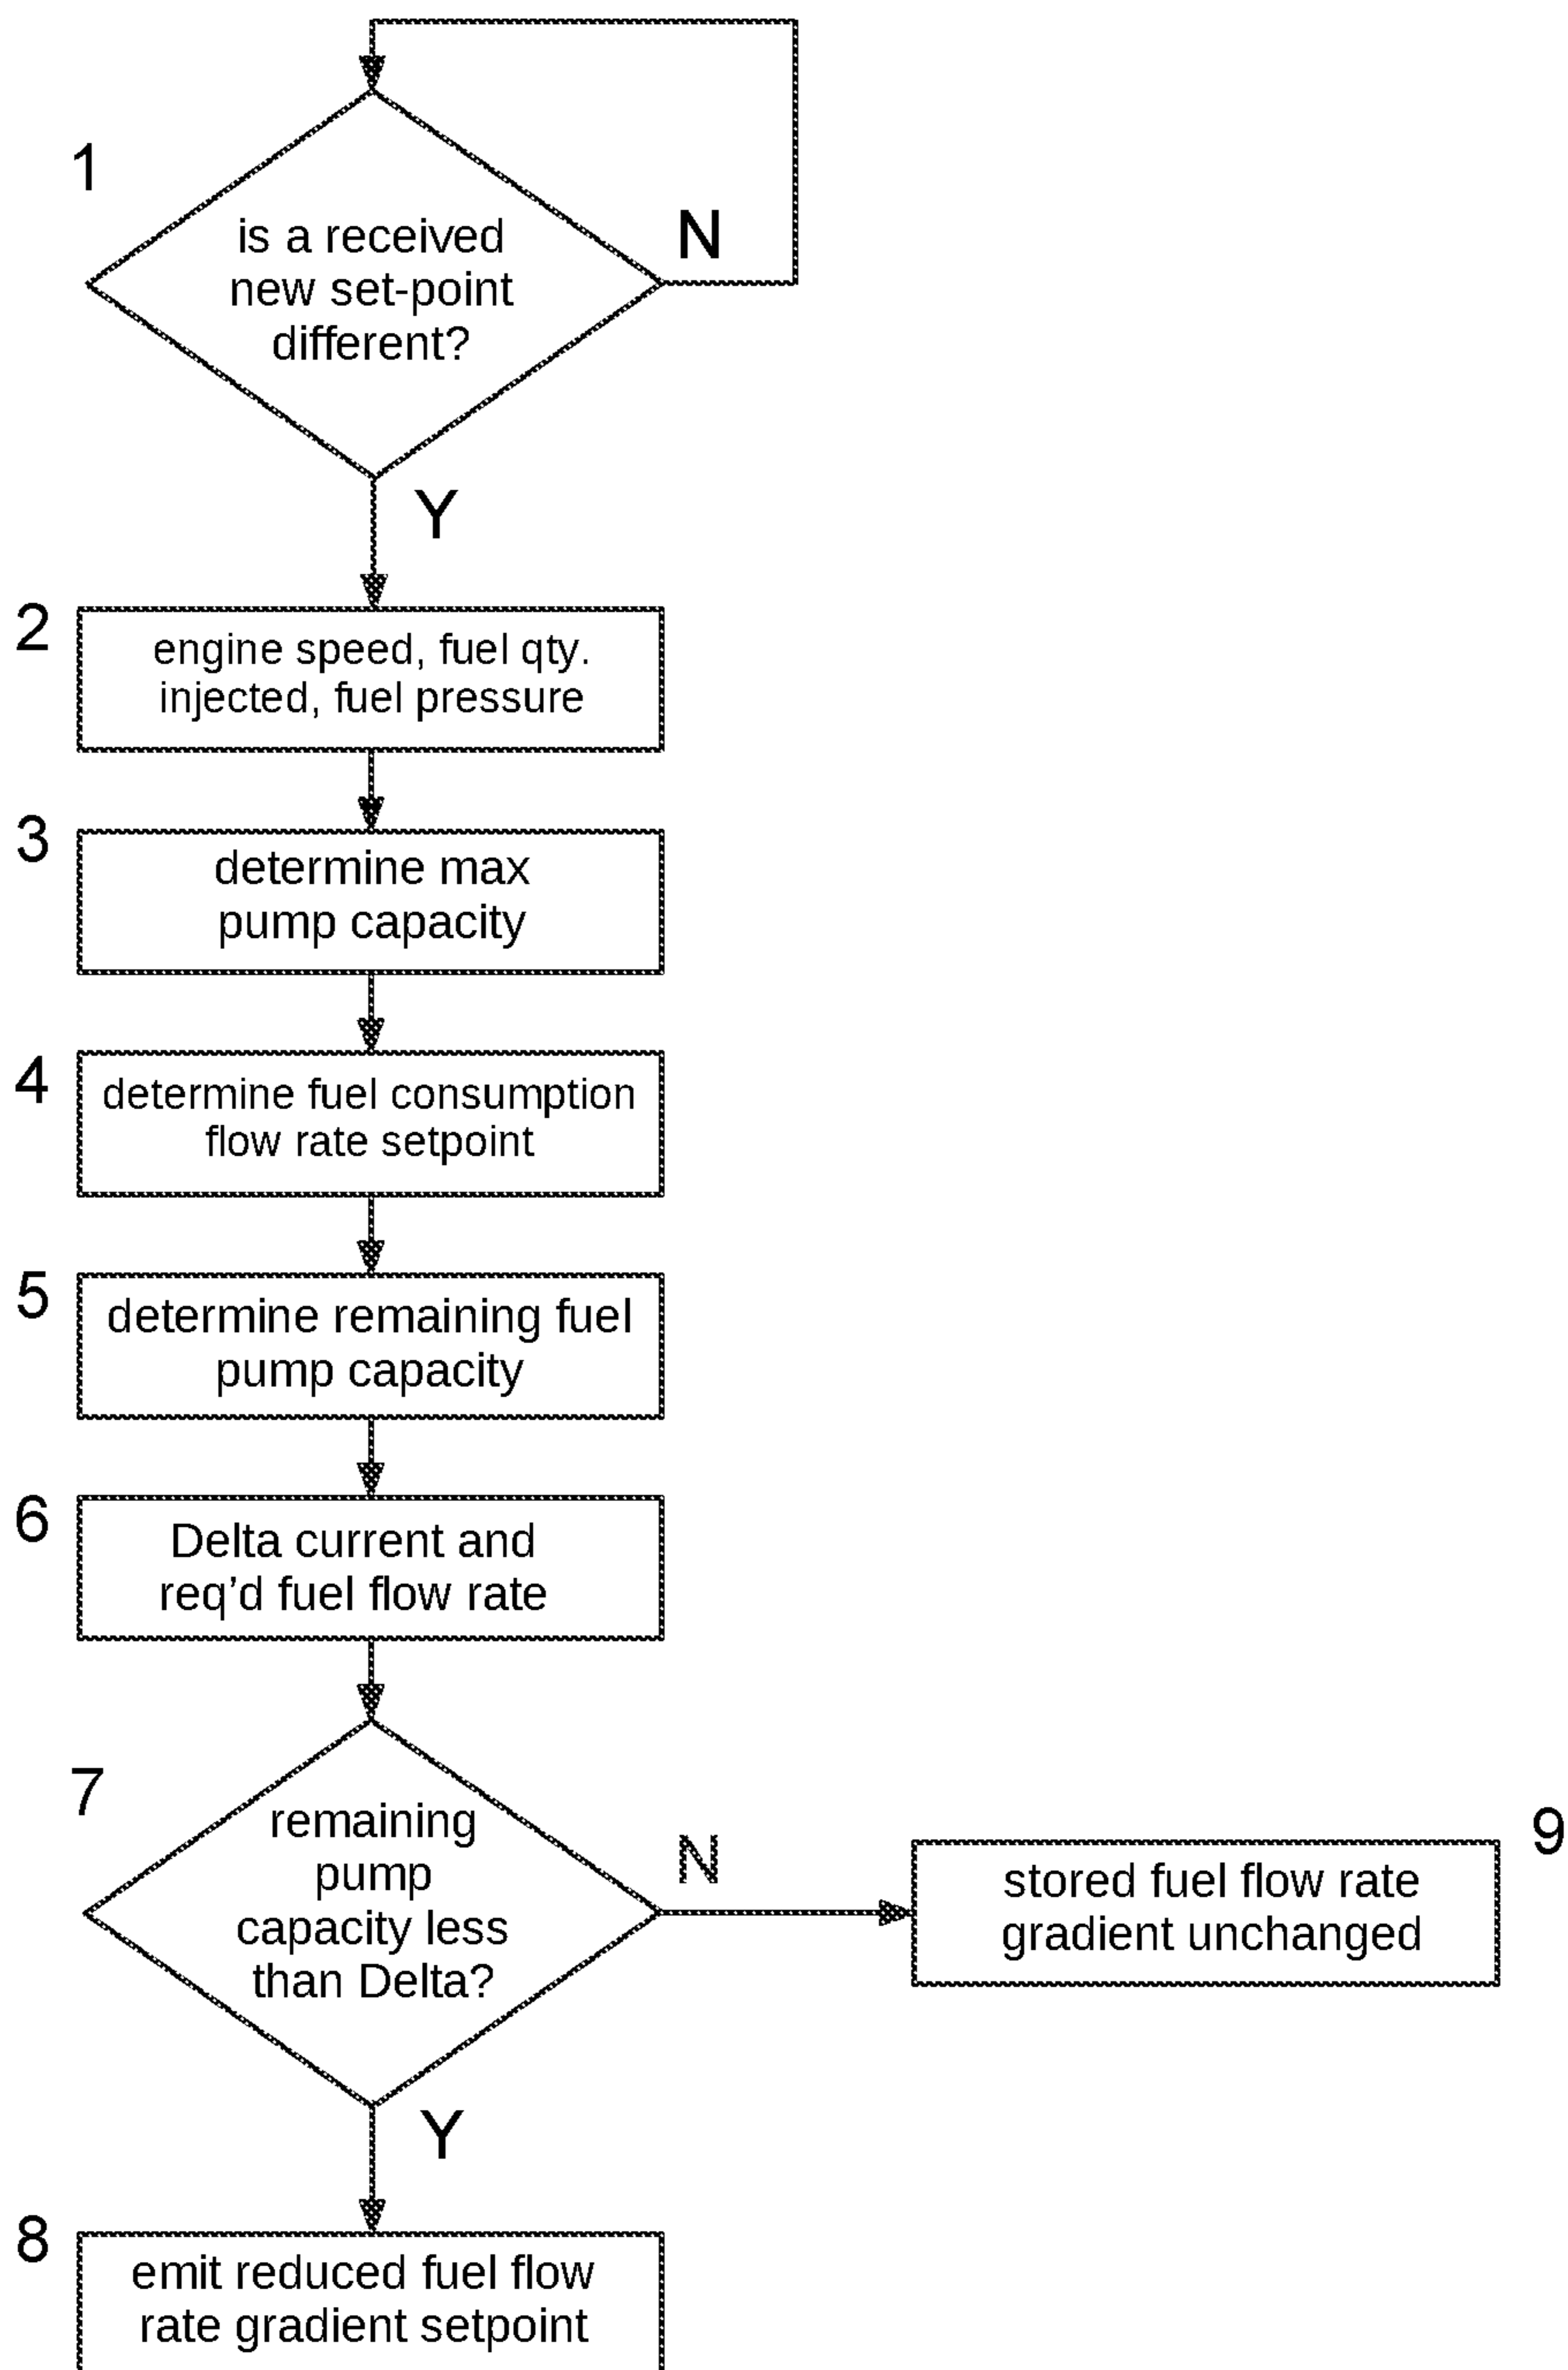 1
is a received
new set-point
different?
N
Y
2
engine speed, fuel qty.
injected, fuel pressure
3
determine max
pump capacity
4
determine fuel consumption
flow rate setpoint
5
determine remaining fuel
pump capacity
6
Delta current and
req’d fuel flow rate
7
remaining
pump
capacity less
than Delta?
N
9
stored fuel flow rate
gradient unchanged
Y
8
emit reduced fuel flow
rate gradient setpoint